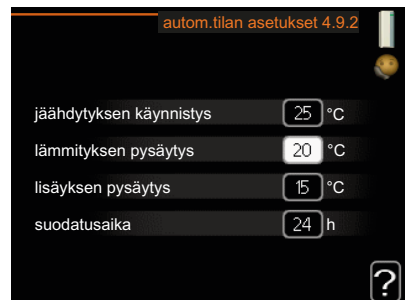 autom.tilan asetukset 4.9.2
jäähdytyksen käynnistys 25 °C
lämmityksen pysäytys 20 °C
lisäyksen pysäytys 15 °C
suodatusaika 24 h
?